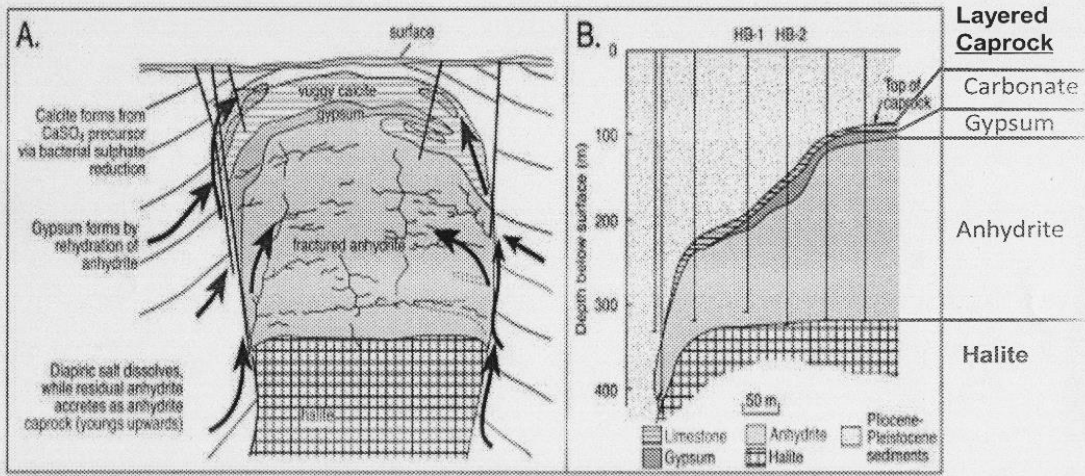 A.
surface
vuggy calcite
gypsum
Calcite forms from
CaSO₄ precursor
via bacterial sulphate
reduction
Gypsum forms by
rehydration of
anhydrite
fractured anhydrite
Diapiric salt dissolves,
while residual anhydrite
accretes as anhydrite
caprock (youngs upwards)
halite
B.
HB-1 HB-2
0
100
200
300
400
Depth below surface (m)
Top of
caprock
50 m
Limestone
Gypsum
Anhydrite
Halite
Pliocene-
Pleistocene
sediments
Layered
Caprock
Carbonate
Gypsum
Anhydrite
Halite